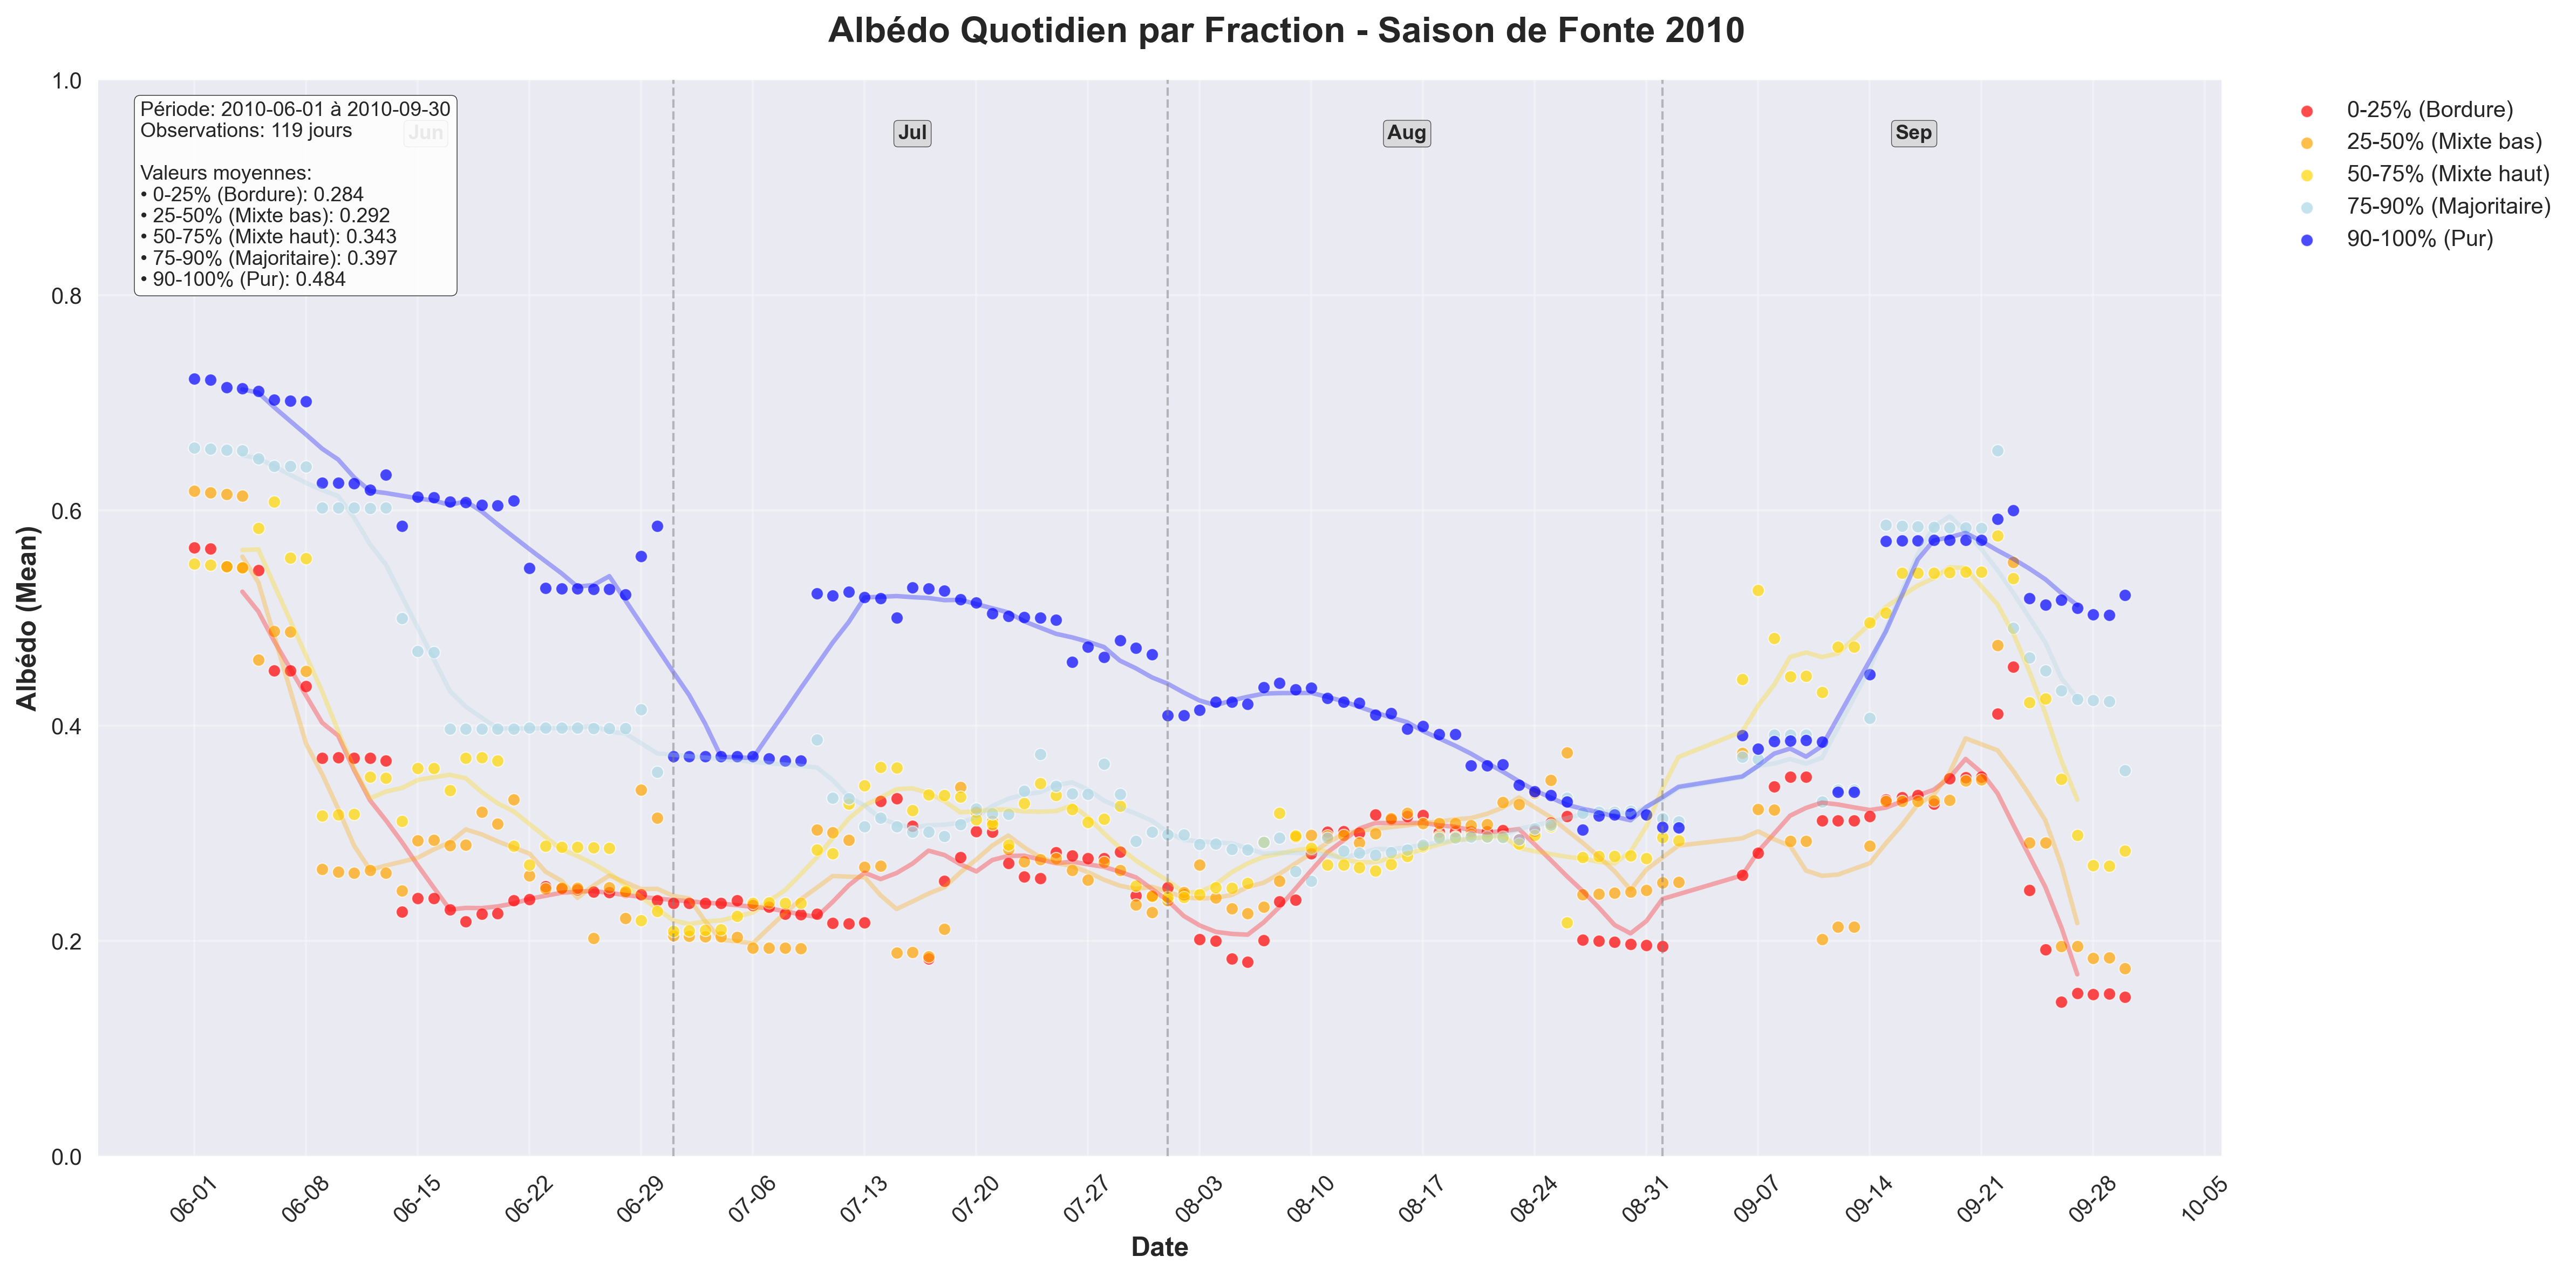 Albédo Quotidien par Fraction - Saison de Fonte 2010
Albédo (Mean)
1.0
0.8
0.6
0.4
0.2
0.0
Période: 2010-06-01 à 2010-09-30
Observations: 119 jours
Valeurs moyennes:
• 0-25% (Bordure): 0.284
• 25-50% (Mixte bas): 0.292
• 50-75% (Mixte haut): 0.343
• 75-90% (Majoritaire): 0.397
• 90-100% (Pur): 0.484
Jun
Jul
Aug
Sep
0-25% (Bordure)
25-50% (Mixte bas)
50-75% (Mixte haut)
75-90% (Majoritaire)
90-100% (Pur)
06-01
06-08
06-15
06-22
06-29
07-06
07-13
07-20
07-27
08-03
08-10
08-17
08-24
08-31
09-07
09-14
09-21
09-28
10-05
Date